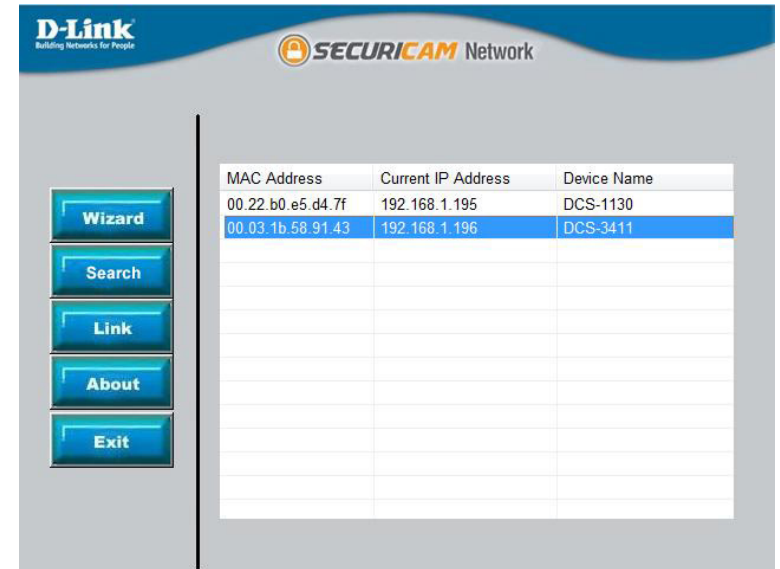 D-Link
Building Networks for People
SECURICAM Network
MAC Address Current IP Address Device Name
00.22.b0.e5.d4.7f 192.168.1.195 DCS-1130
00.03.1b.58.91.43 192.168.1.196 DCS-3411
Wizard
Search
Link
About
Exit